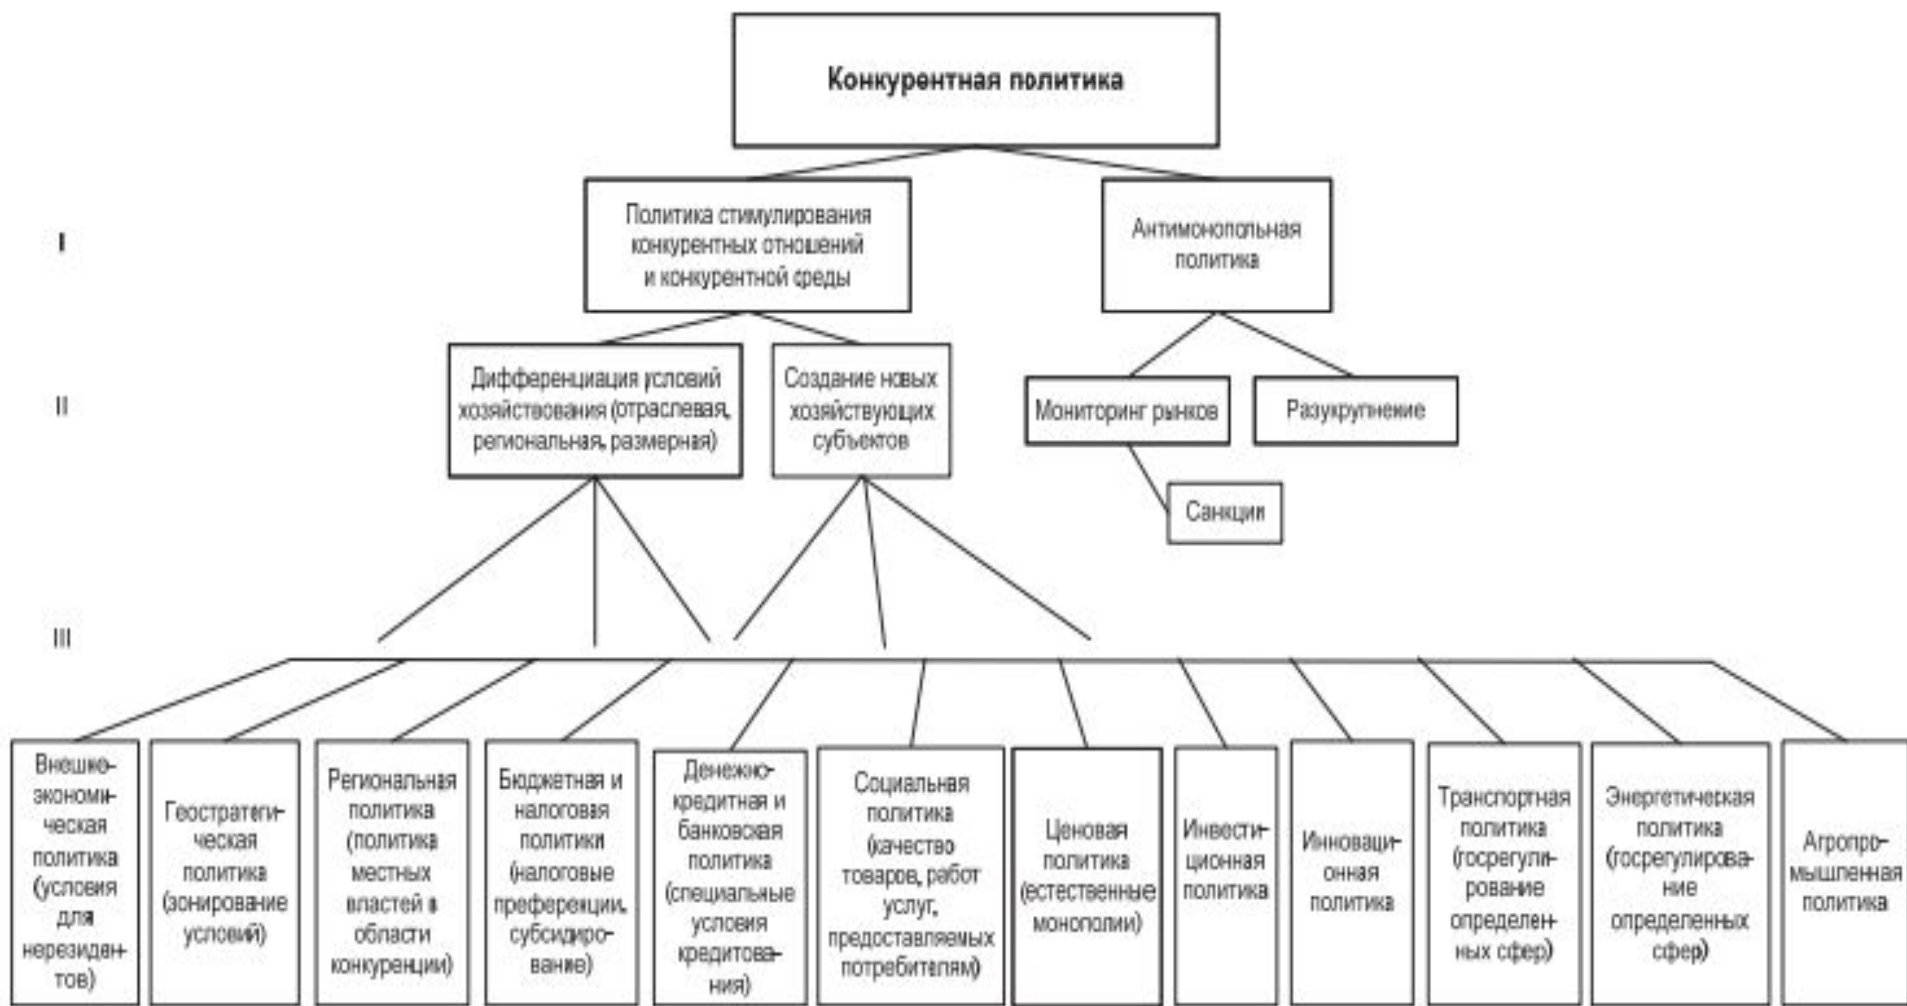 Конкурентная политика
I
Политика стимулирования
конкурентных отношений
и конкурентной среды
Антимонопольная
политика
II
Дифференциация условий
хозяйствования (отраслевая,
региональная, размерная)
Создание новых
хозяйствующих
субъектов
Мониторинг рынков
Разукрупнение
Санкции
III
Внешне-
экономи-
ческая
политика
(условия
для
нерезиден-
тов)
Геостратеги-
ческая
политика
(зонирование
условий)
Региональная
политика
(политика
местных
властей в
области
конкуренции)
Бюджетная и
налоговая
политики
(налоговые
преференции,
субсидиро-
вание)
Денежно-
кредитная и
банковская
политика
(специальные
условия
кредитова-
ния)
Социальная
политика
(качество
товаров, работ
услуг,
предоставляемых
потребителям)
Ценовая
политика
(естественные
монополии)
Инвести-
ционная
политика
Инноваци-
онная
политика
Транспортная
политика
(госрегули-
рование
определен-
ных сфер)
Энергетическая
политика
(госрегулирова-
ние
определенных
сфер)
Агропро-
мышленная
политика